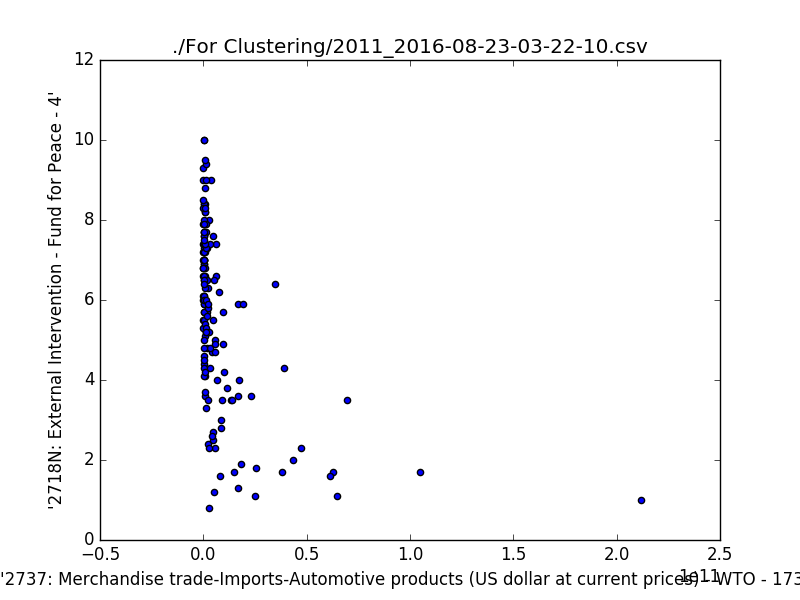 ./For Clustering/2011_2016-08-23-03-22-10.csv
12
10
8
6
4
2
0
'2718N: External Intervention - Fund for Peace - 4'
−0.5 0.0 0.5 1.0 1.5 2.0 2.5
1e11
'2737: Merchandise trade-Imports-Automotive products (US dollar at current prices) - WTO - 173